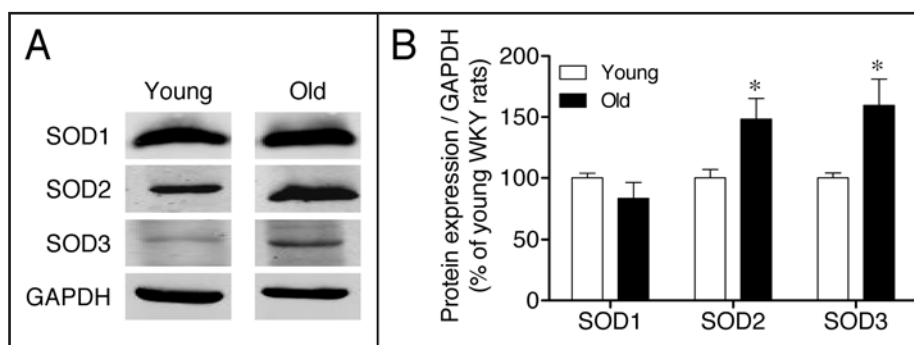 A
Young Old
SOD1
SOD2
SOD3
GAPDH
B
Protein expression / GAPDH
(% of young WKY rats)
200
150
100
50
0
Young
Old
*
*
SOD1 SOD2 SOD3